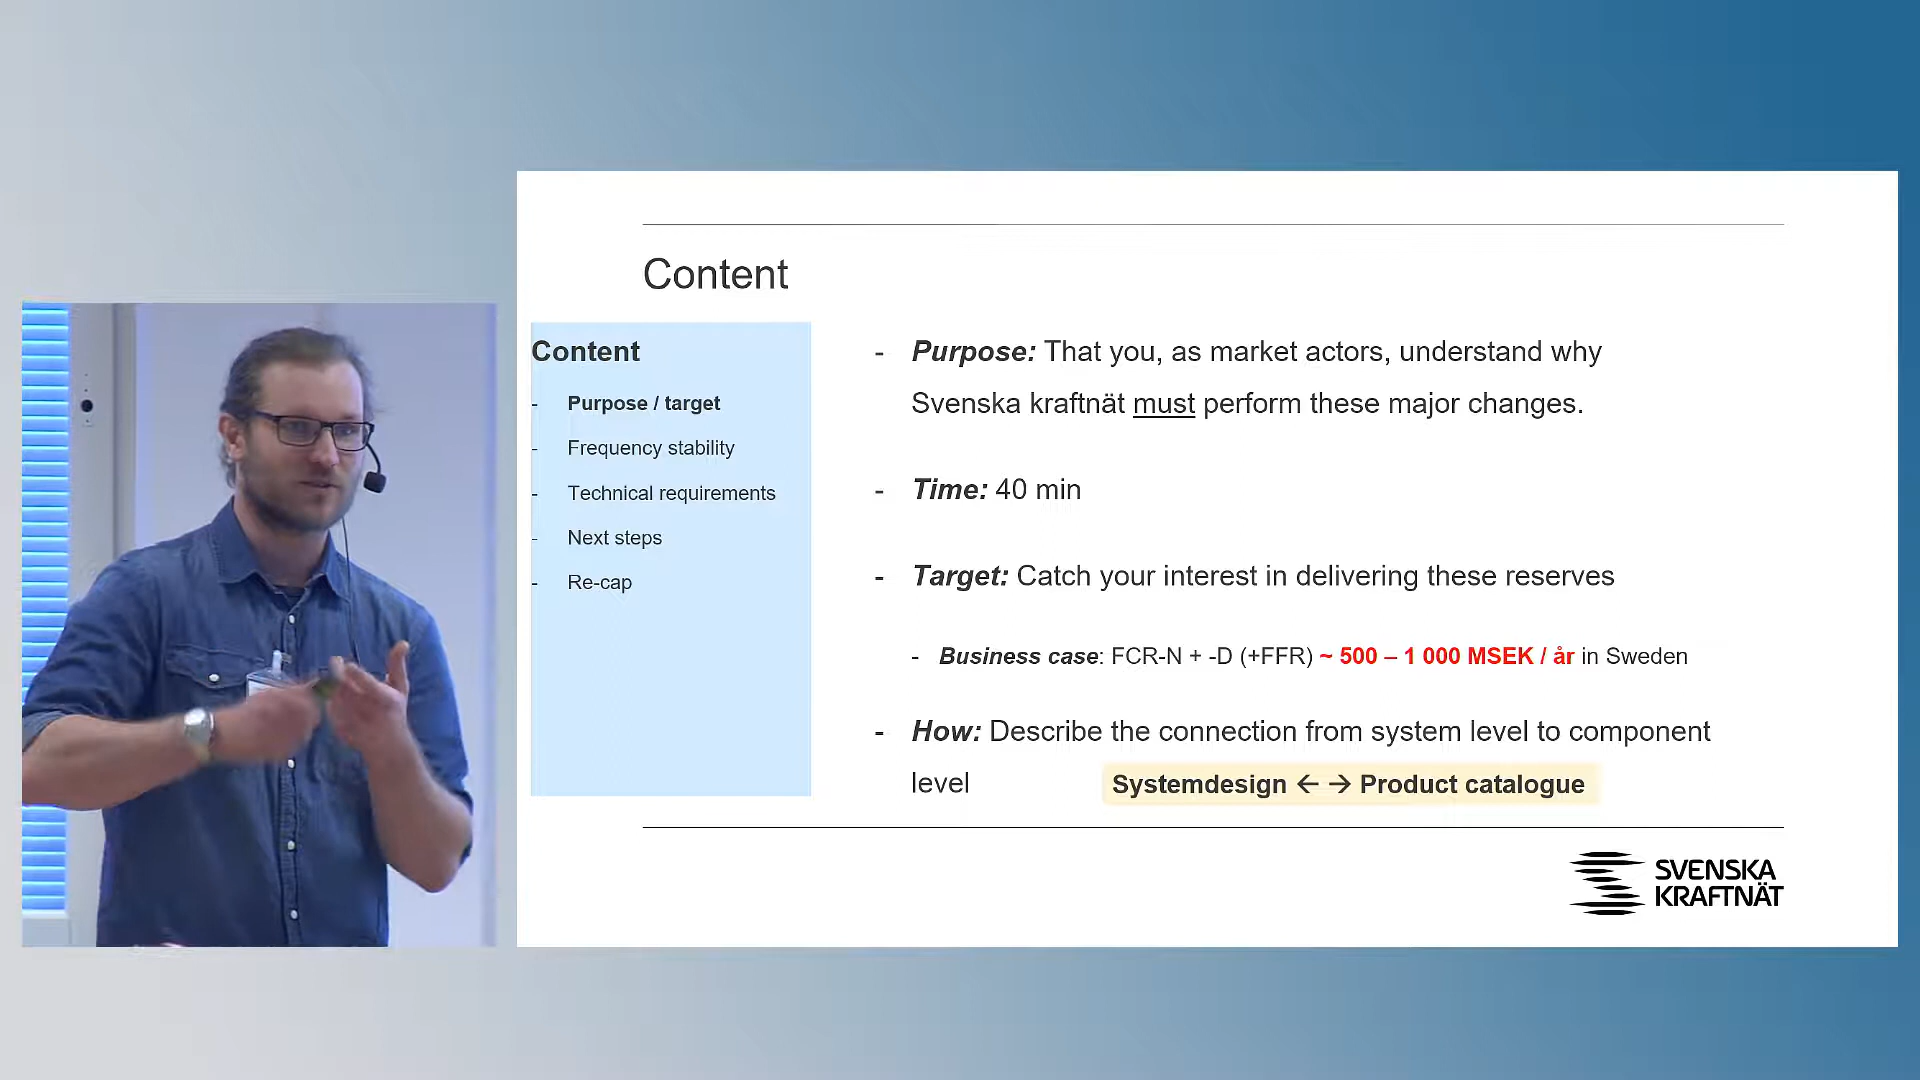 Content
Content
- Purpose / target
- Frequency stability
- Technical requirements
- Next steps
- Re-cap
- Purpose: That you, as market actors, understand why
Svenska kraftnät must perform these major changes.
- Time: 40 min
- Target: Catch your interest in delivering these reserves
- Business case: FCR-N + -D (+FFR) ~ 500 – 1 000 MSEK / år in Sweden
- How: Describe the connection from system level to component
level
Systemdesign ← → Product catalogue
SVENSKA
KRAFTNÄT